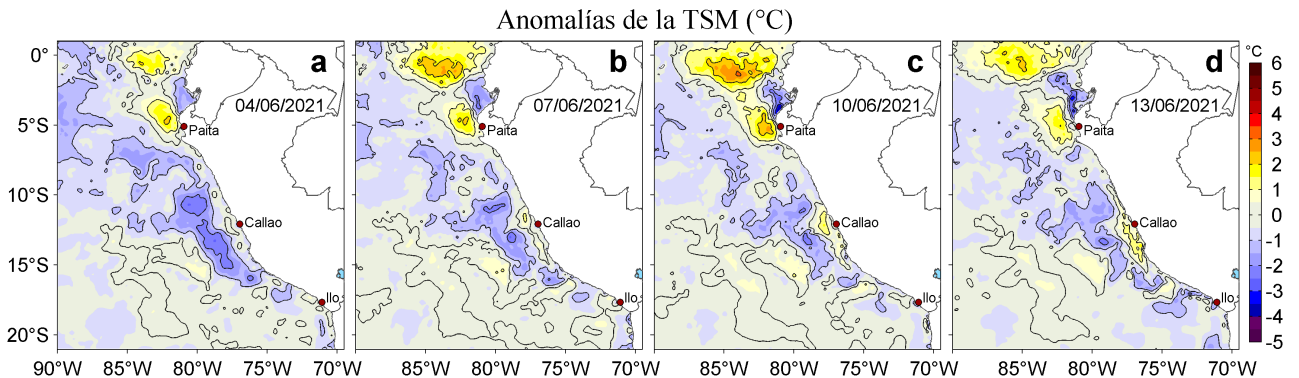 Anomalías de la TSM (°C)
0°
5°S
10°S
15°S
20°S
a
04/06/2021
Paita
Callao
Ilo
90°W 85°W 80°W 75°W 70°W
b
07/06/2021
Paita
Callao
Ilo
85°W 80°W 75°W 70°W
c
10/06/2021
Paita
Callao
Ilo
85°W 80°W 75°W 70°W
d
13/06/2021
Paita
Callao
Ilo
85°W 80°W 75°W 70°W
°C
6
5
4
3
2
1
0
-1
-2
-3
-4
-5